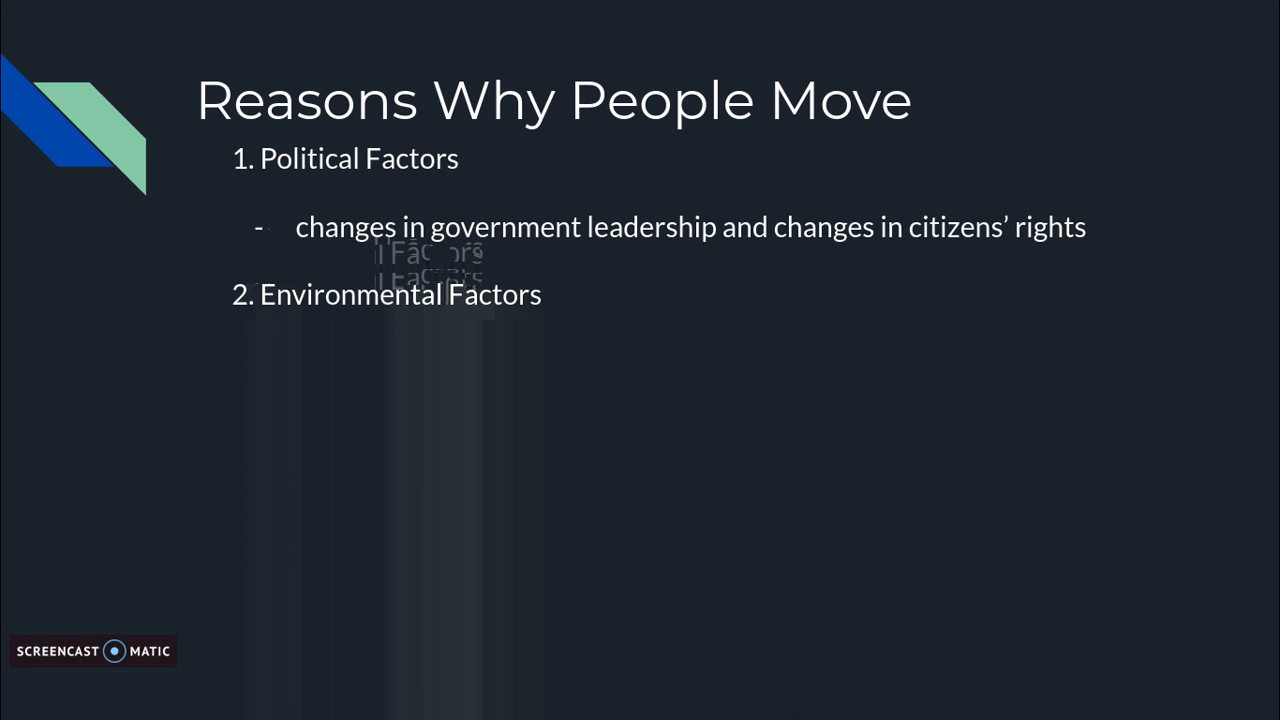 Reasons Why People Move
1. Political Factors
- changes in government leadership and changes in citizens’ rights
2. Environmental Factors
SCREENCAST MATIC